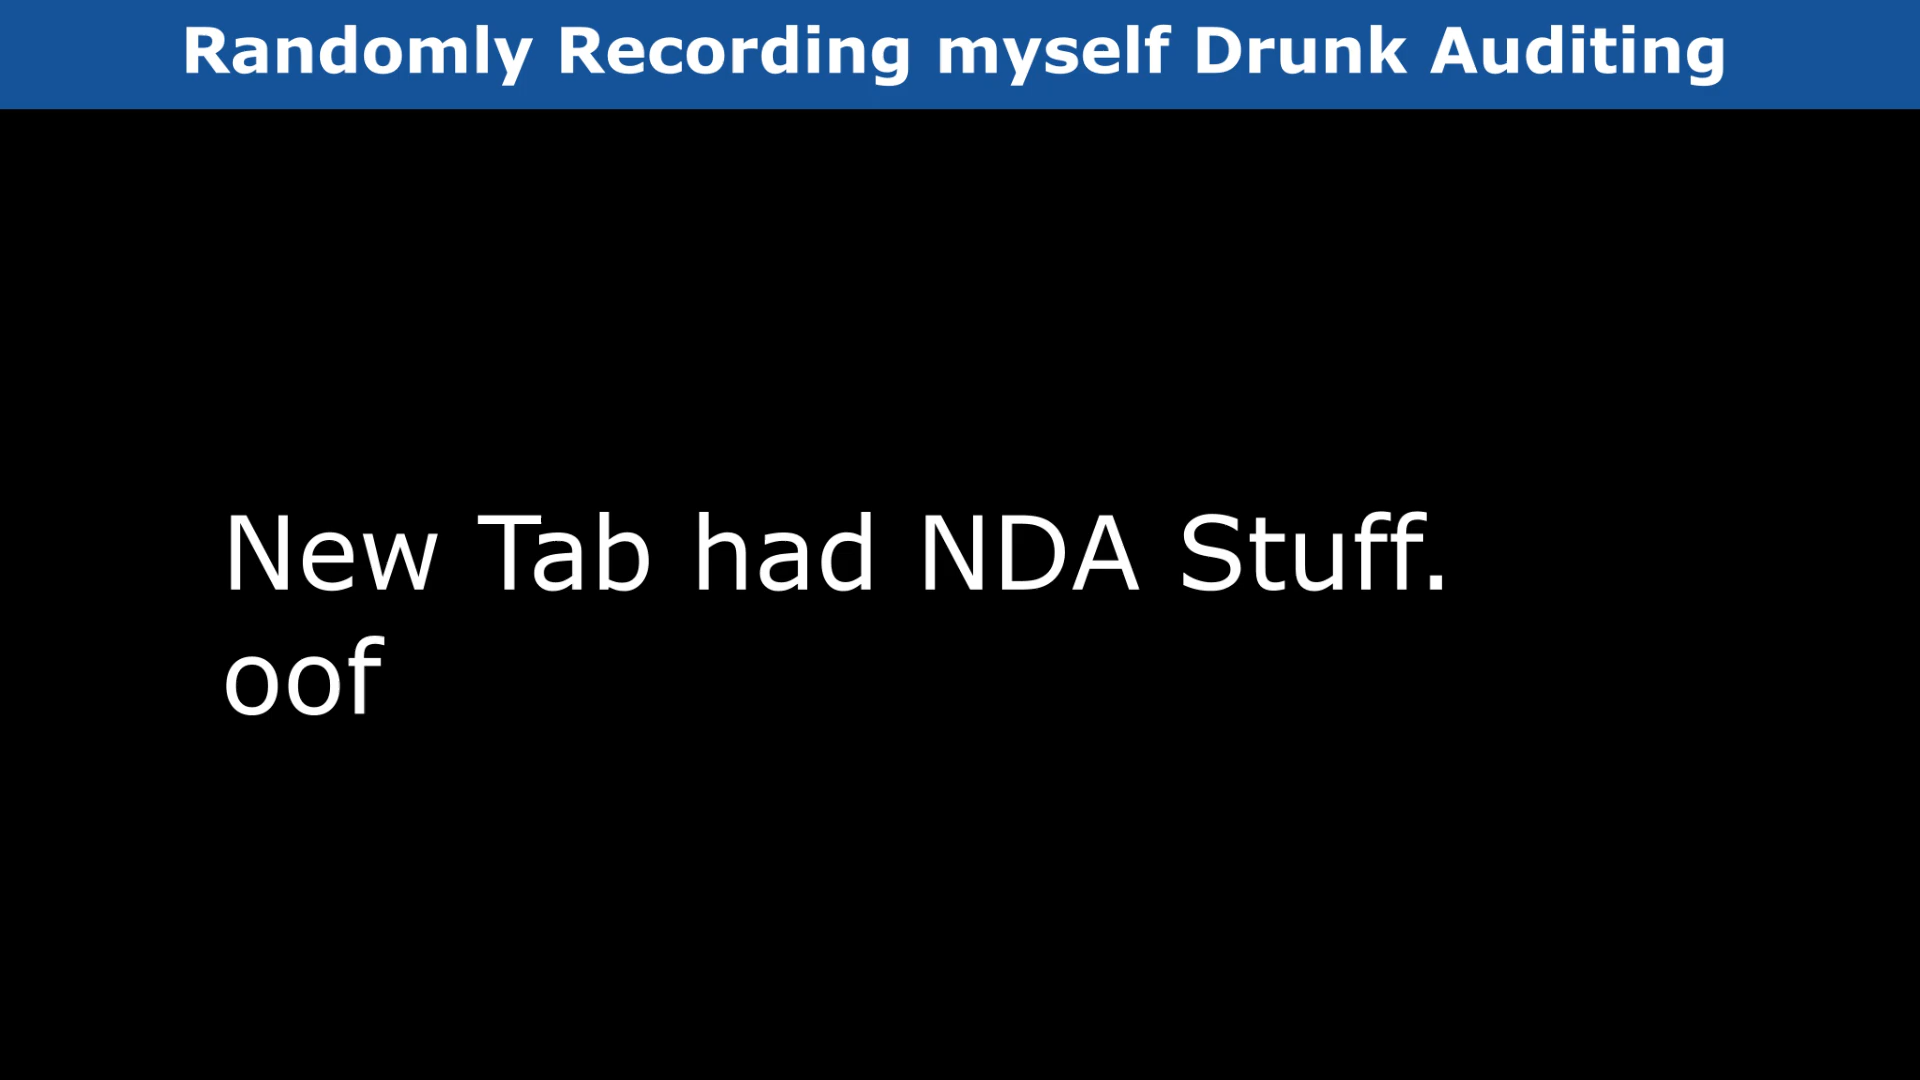 Randomly Recording myself Drunk Auditing
New Tab had NDA Stuff.
oof